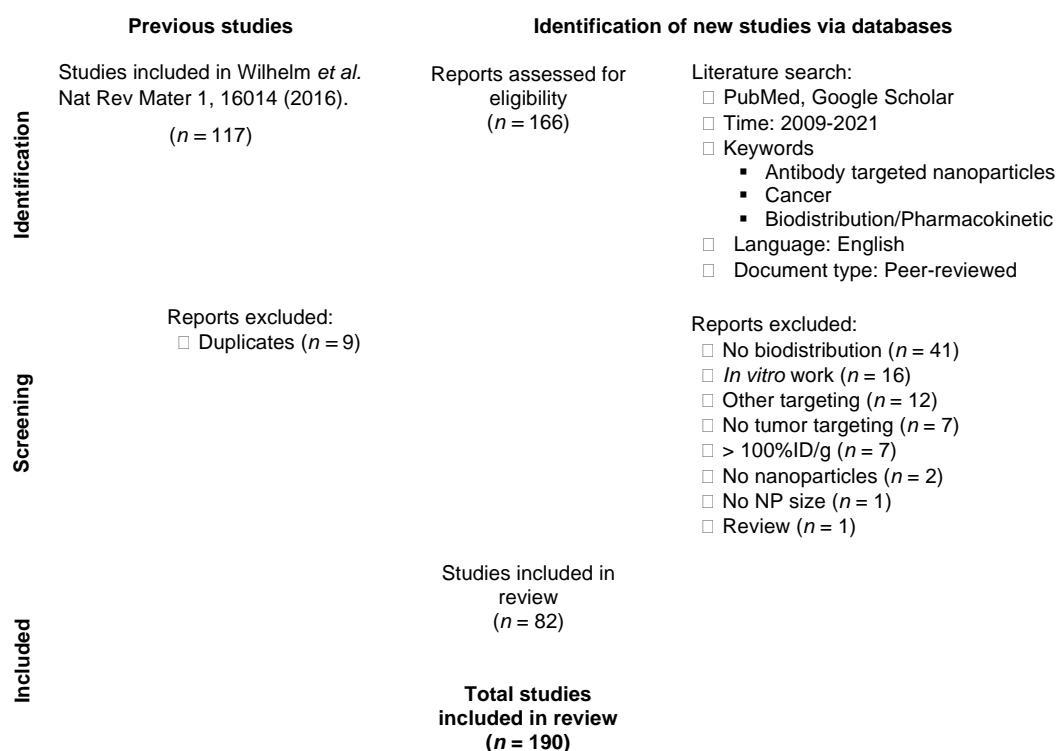 Previous studies
Identification of new studies via databases
Identification
Studies included in Wilhelm et al.
Nat Rev Mater 1, 16014 (2016).
(n = 117)
Reports assessed for
eligibility
(n = 166)
Literature search:
□ PubMed, Google Scholar
□ Time: 2009-2021
□ Keywords
▪ Antibody targeted nanoparticles
▪ Cancer
▪ Biodistribution/Pharmacokinetic
□ Language: English
□ Document type: Peer-reviewed
Screening
Reports excluded:
□ Duplicates (n = 9)
Reports excluded:
□ No biodistribution (n = 41)
□ In vitro work (n = 16)
□ Other targeting (n = 12)
□ No tumor targeting (n = 7)
□ > 100%ID/g (n = 7)
□ No nanoparticles (n = 2)
□ No NP size (n = 1)
□ Review (n = 1)
Included
Studies included in
review
(n = 82)
Total studies
included in review
(n = 190)